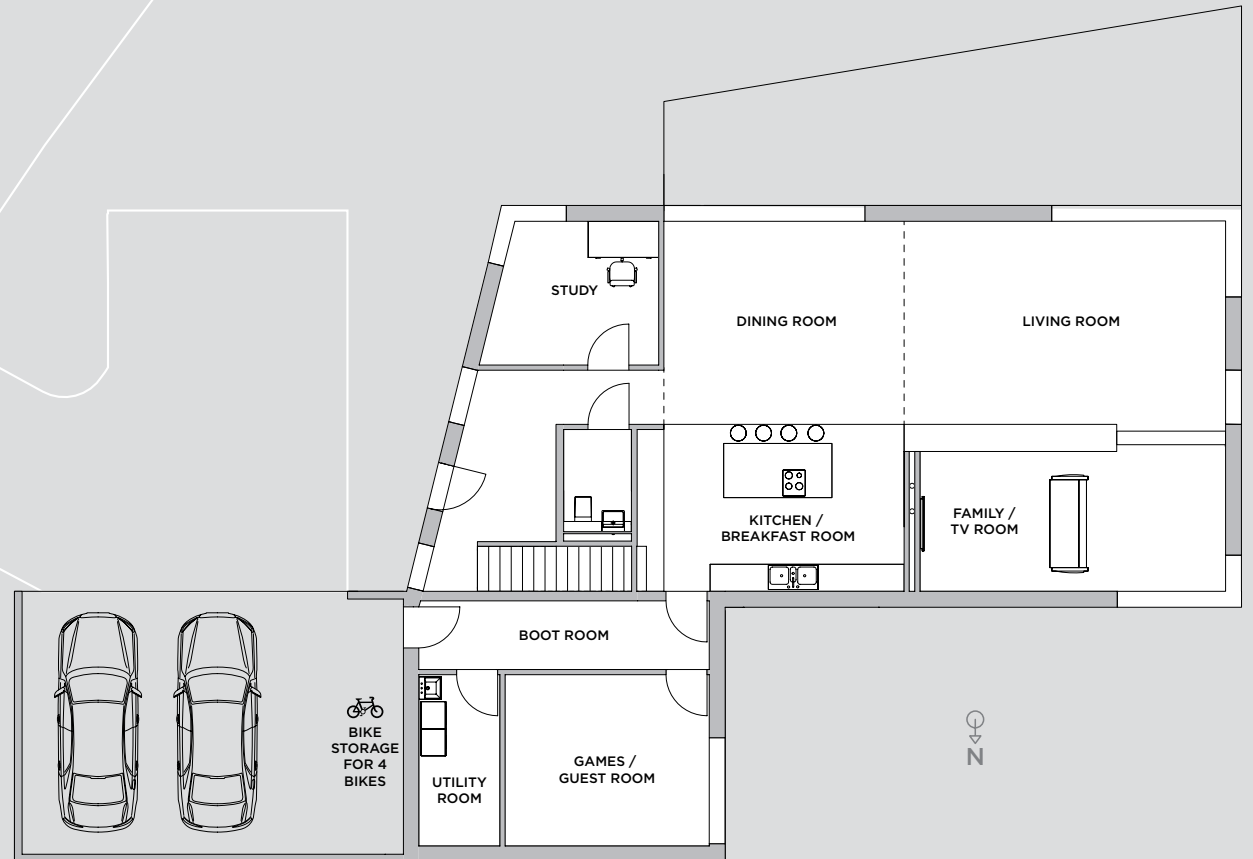 STUDY
DINING ROOM
LIVING ROOM
KITCHEN /
BREAKFAST ROOM
FAMILY /
TV ROOM
BOOT ROOM
BIKE
STORAGE
FOR 4
BIKES
UTILITY
ROOM
GAMES /
GUEST ROOM
N